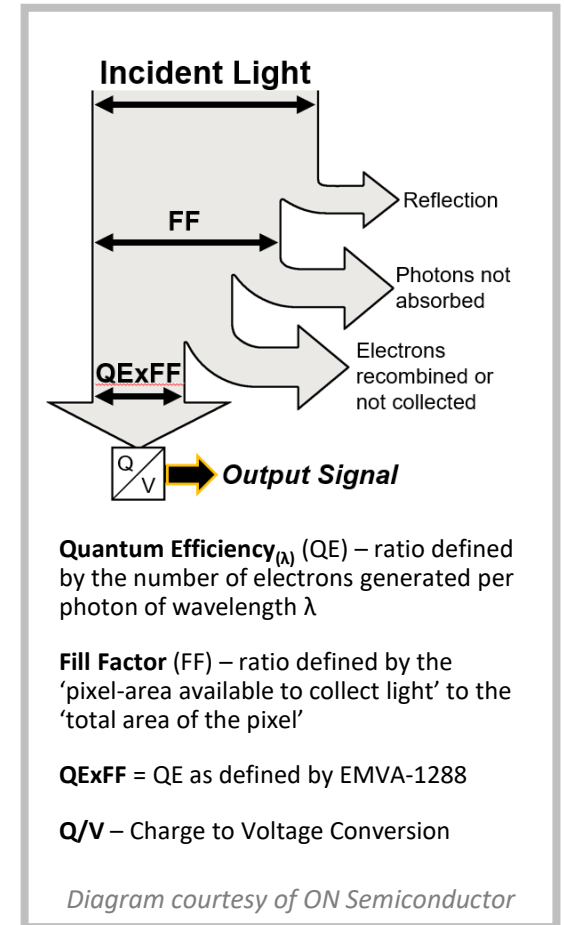 Incident Light
Reflection
FF
Photons not
absorbed
Electrons
recombined or
not collected
QExFF
Q
V
Output Signal
Quantum Efficiency(λ) (QE) – ratio defined
by the number of electrons generated per
photon of wavelength λ
Fill Factor (FF) – ratio defined by the
‘pixel-area available to collect light’ to the
‘total area of the pixel’
QExFF = QE as defined by EMVA-1288
Q/V – Charge to Voltage Conversion
Diagram courtesy of ON Semiconductor